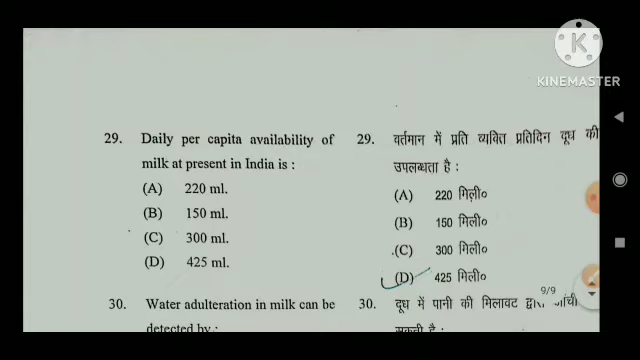 KINEMASTER
29. Daily per capita availability of
milk at present in India is :
(A) 220 ml.
(B) 150 ml.
(C) 300 ml.
(D) 425 ml.
30. Water adulteration in milk can be
detected by :
29. वर्तमान में प्रति व्यक्ति प्रतिदिन दूध की
उपलब्धता है :
(A) 220 मिली०
(B) 150 मिली०
(C) 300 मिली०
(D) 425 मिली०
9/9
30. दूध में पानी की मिलावट द्वारा
सकती है :